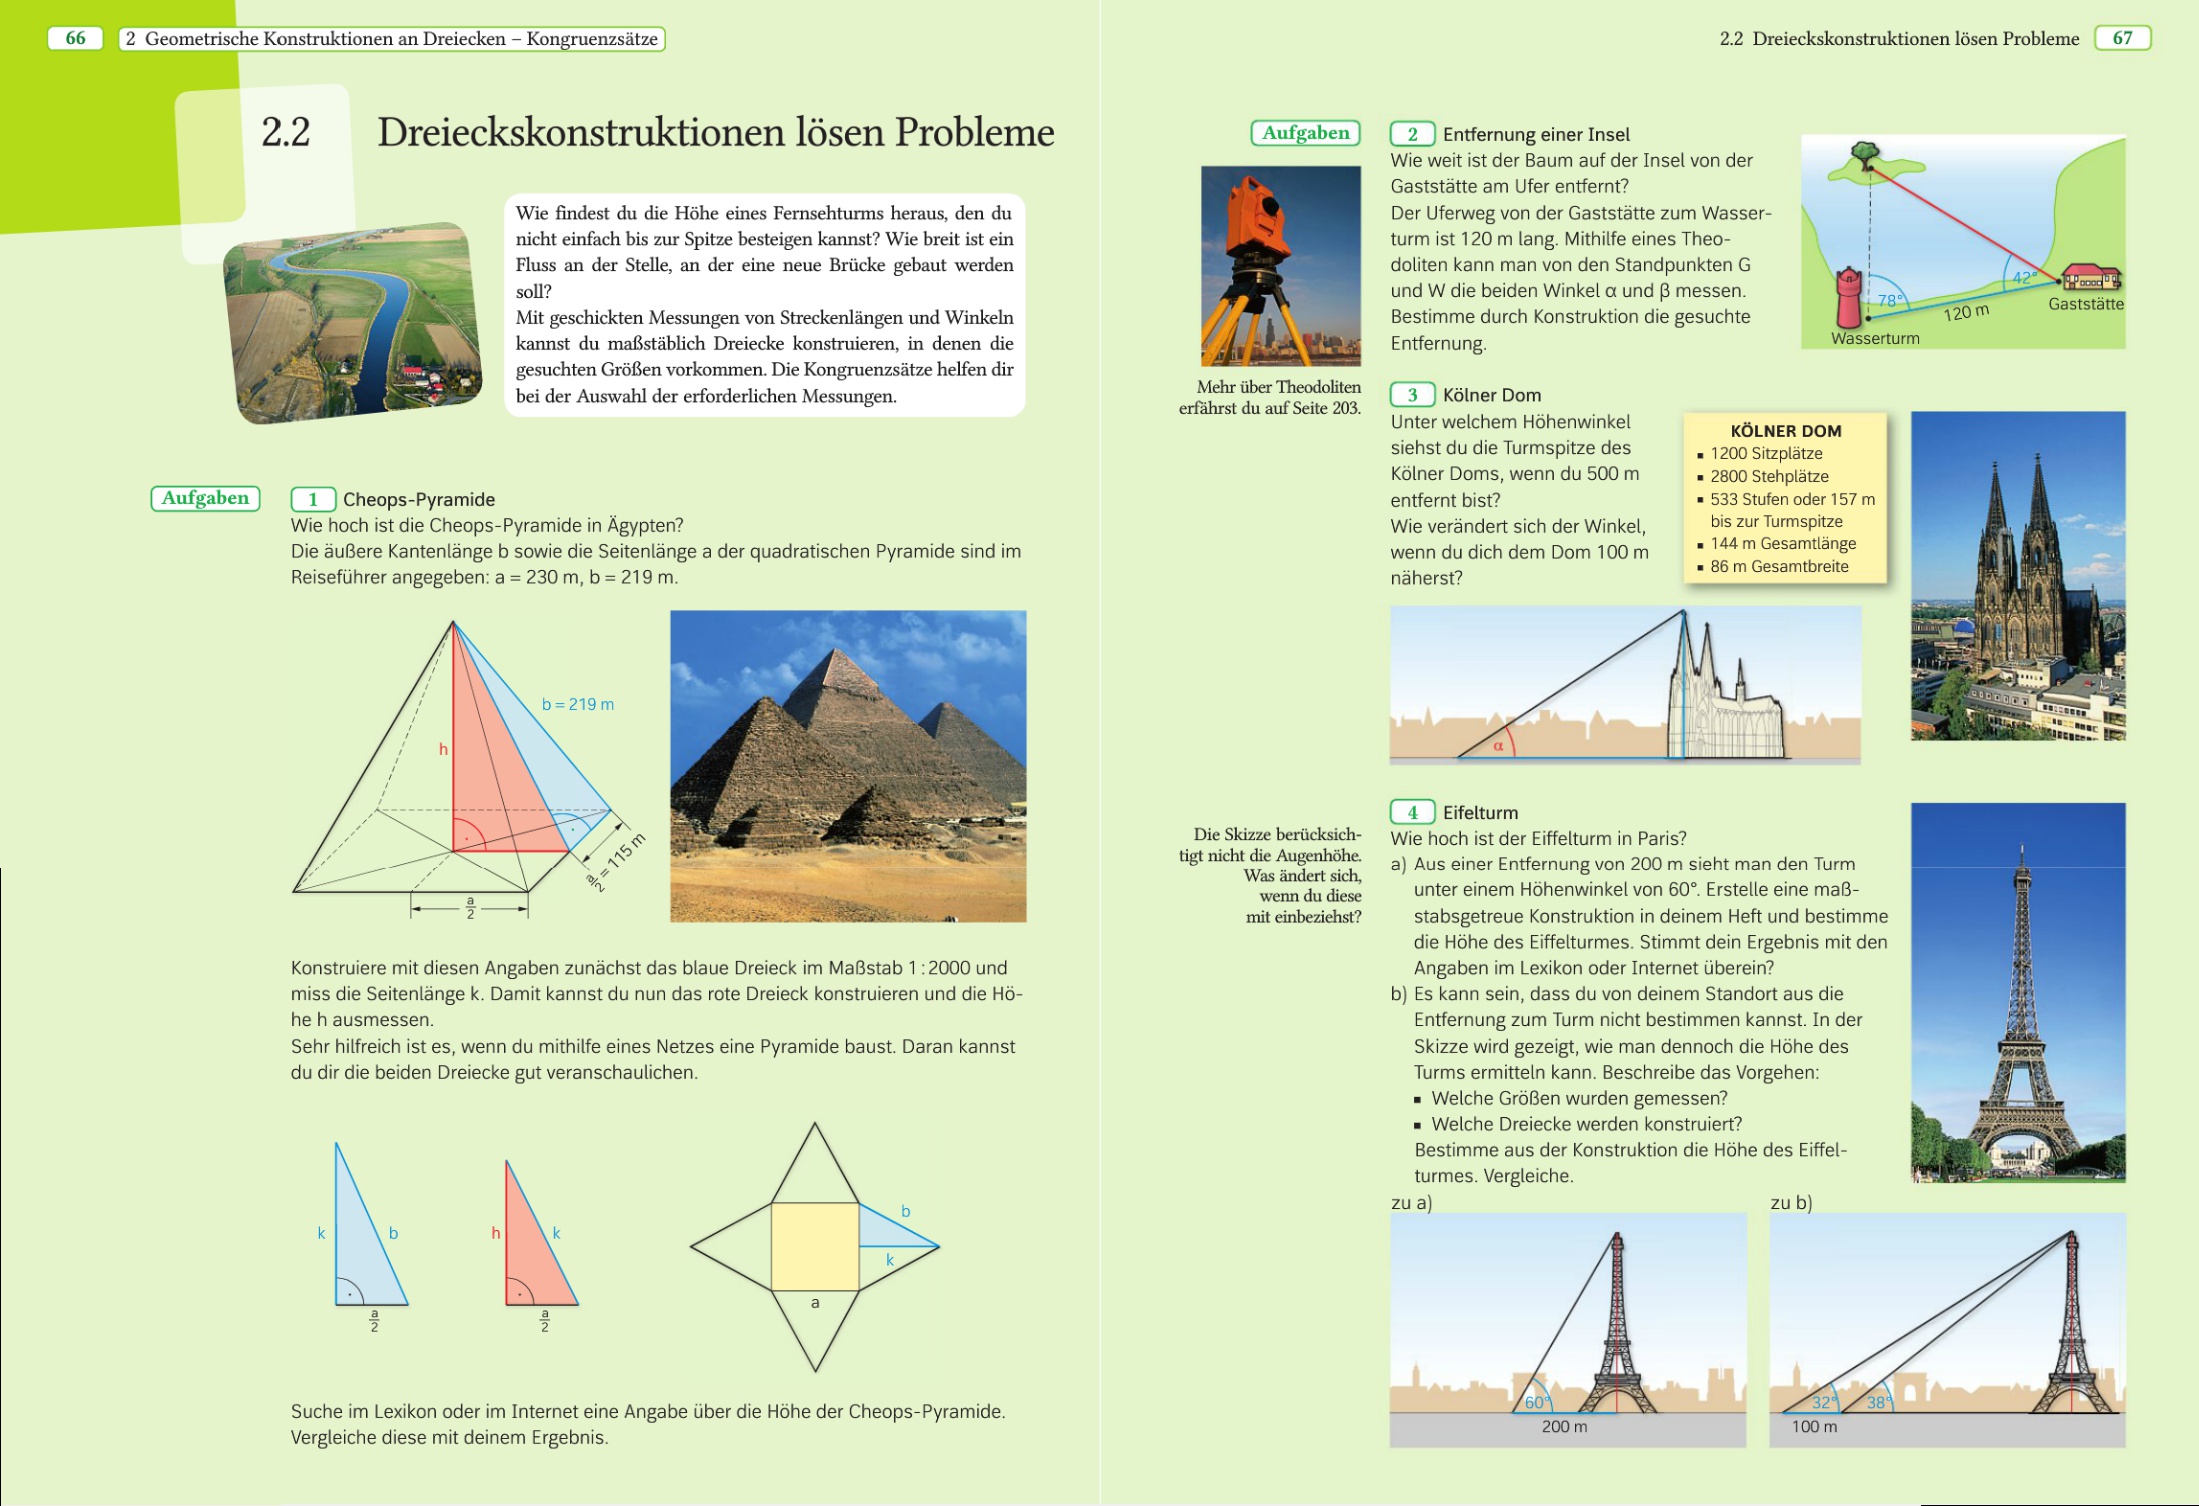 66
2 Geometrische Konstruktionen an Dreiecken – Kongruenzsätze
2.2 Dreieckskonstruktionen lösen Probleme
Wie findest du die Höhe eines Fernsehturms heraus, den du
nicht einfach bis zur Spitze besteigen kannst? Wie breit ist ein
Fluss an der Stelle, an der eine neue Brücke gebaut werden
soll?
Mit geschickten Messungen von Streckenlängen und Winkeln
kannst du maßstäblich Dreiecke konstruieren, in denen die
gesuchten Größen vorkommen. Die Kongruenzsätze helfen dir
bei der Auswahl der erforderlichen Messungen.
Aufgaben
1 Cheops-Pyramide
Wie hoch ist die Cheops-Pyramide in Ägypten?
Die äußere Kantenlänge b sowie die Seitenlänge a der quadratischen Pyramide sind im
Reiseführer angegeben: a = 230 m, b = 219 m.
b = 219 m
h
a/2 = 115 m
a/2
Konstruiere mit diesen Angaben zunächst das blaue Dreieck im Maßstab 1 : 2000 und
miss die Seitenlänge k. Damit kannst du nun das rote Dreieck konstruieren und die Hö-
he h ausmessen.
Sehr hilfreich ist es, wenn du mithilfe eines Netzes eine Pyramide baust. Daran kannst
du dir die beiden Dreiecke gut veranschaulichen.
k b
a/2
h k
a/2
b
k
a
Suche im Lexikon oder im Internet eine Angabe über die Höhe der Cheops-Pyramide.
Vergleiche diese mit deinem Ergebnis.
2.2 Dreieckskonstruktionen lösen Probleme
67
Aufgaben
Mehr über Theodoliten
erfährst du auf Seite 203.
2 Entfernung einer Insel
Wie weit ist der Baum auf der Insel von der
Gaststätte am Ufer entfernt?
Der Uferweg von der Gaststätte zum Wasser-
turm ist 120 m lang. Mithilfe eines Theo-
doliten kann man von den Standpunkten G
und W die beiden Winkel α und β messen.
Bestimme durch Konstruktion die gesuchte
Entfernung.
42°
78°
120 m
Gaststätte
Wasserturm
3 Kölner Dom
Unter welchem Höhenwinkel
siehst du die Turmspitze des
Kölner Doms, wenn du 500 m
entfernt bist?
Wie verändert sich der Winkel,
wenn du dich dem Dom 100 m
näherst?
KÖLNER DOM
▪ 1200 Sitzplätze
▪ 2800 Stehplätze
▪ 533 Stufen oder 157 m
bis zur Turmspitze
▪ 144 m Gesamtlänge
▪ 86 m Gesamtbreite
α
Die Skizze berücksich-
tigt nicht die Augenhöhe.
Was ändert sich,
wenn du diese
mit einbeziehst?
4 Eifelturm
Wie hoch ist der Eiffelturm in Paris?
a) Aus einer Entfernung von 200 m sieht man den Turm
unter einem Höhenwinkel von 60°. Erstelle eine maß-
stabsgetreue Konstruktion in deinem Heft und bestimme
die Höhe des Eiffelturmes. Stimmt dein Ergebnis mit den
Angaben im Lexikon oder Internet überein?
b) Es kann sein, dass du von deinem Standort aus die
Entfernung zum Turm nicht bestimmen kannst. In der
Skizze wird gezeigt, wie man dennoch die Höhe des
Turms ermitteln kann. Beschreibe das Vorgehen:
▪ Welche Größen wurden gemessen?
▪ Welche Dreiecke werden konstruiert?
Bestimme aus der Konstruktion die Höhe des Eiffel-
turmes. Vergleiche.
zu a)
60°
200 m
zu b)
32° 38°
100 m